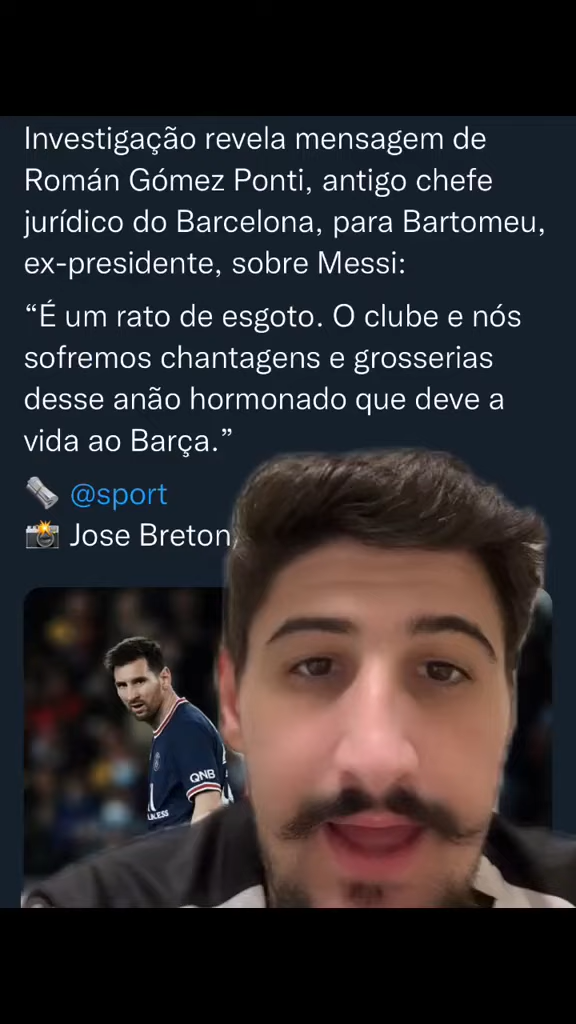 Investigação revela mensagem de
Román Gómez Ponti, antigo chefe
jurídico do Barcelona, para Bartomeu,
ex-presidente, sobre Messi:
“É um rato de esgoto. O clube e nós
sofremos chantagens e grosserias
desse anão hormonado que deve a
vida ao Barça.”
@sport
Jose Breton
QNB